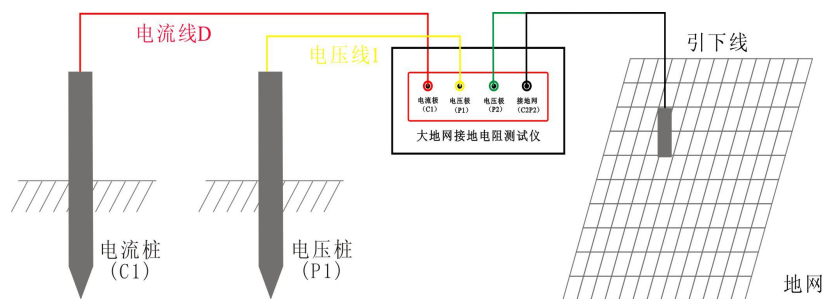 电流线D
电压线1
引下线
电流极
(C1)
电压极
(P1)
电压极
(P2)
接地网
(C2P2)
大地网接地电阻测试仪
电流桩
(C1)
电压桩
(P1)
地网